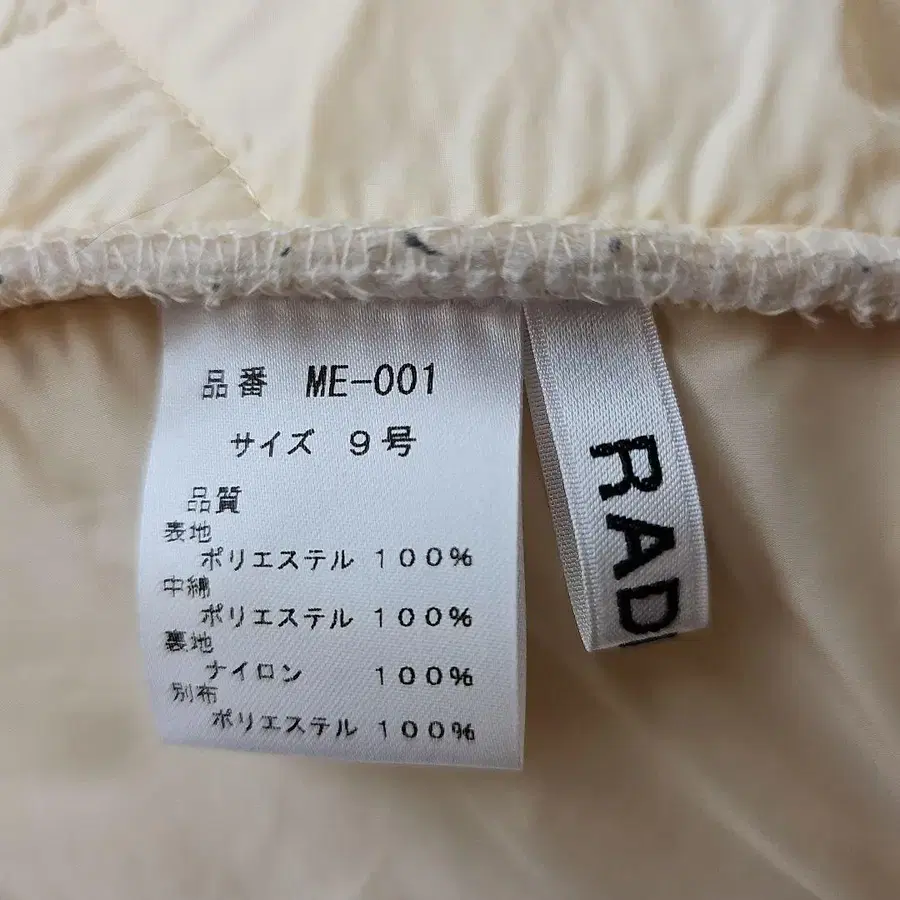 品番 ME-001
サイズ 9号
品質
表地
ポリエステル 100%
中綿
ポリエステル 100%
裏地
ナイロン 100%
別布
ポリエステル 100%
RAD